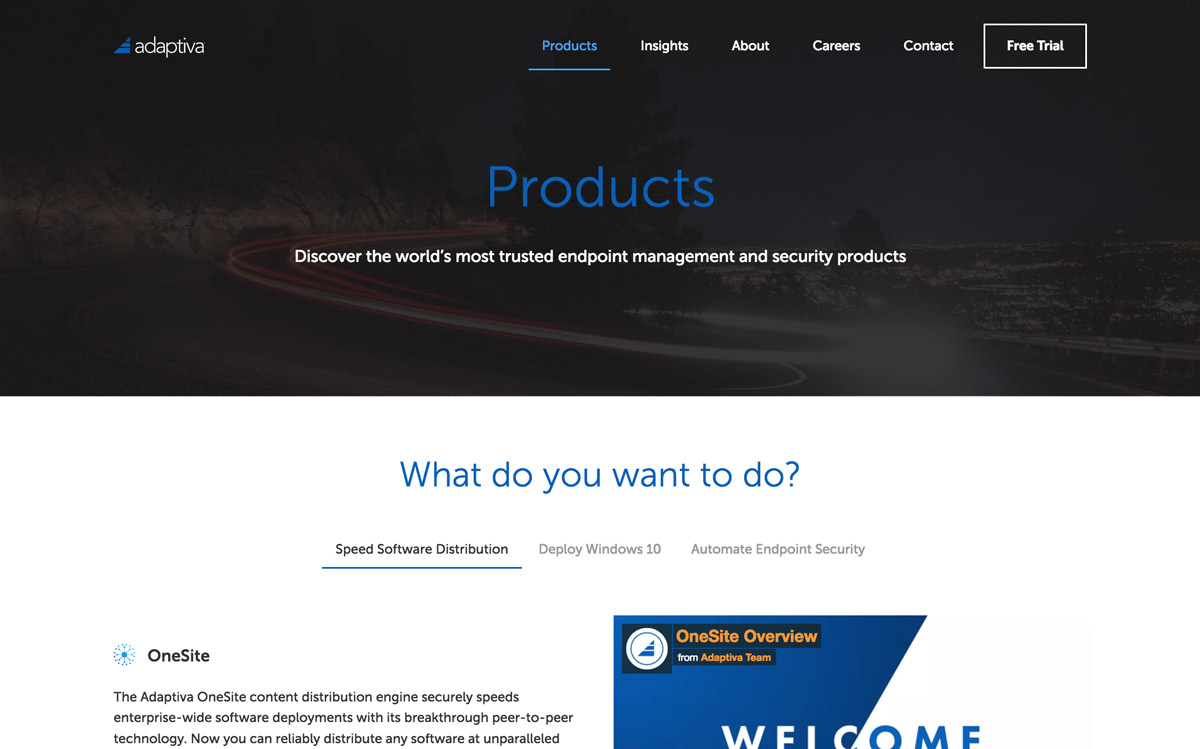 adaptiva
Products
Insights
About
Careers
Contact
Free Trial
Products
Discover the world’s most trusted endpoint management and security products
What do you want to do?
Speed Software Distribution
Deploy Windows 10
Automate Endpoint Security
OneSite
The Adaptiva OneSite content distribution engine securely speeds
enterprise-wide software deployments with its breakthrough peer-to-peer
technology. Now you can reliably distribute any software at unparalleled
OneSite Overview
from Adaptiva Team
WELCOME